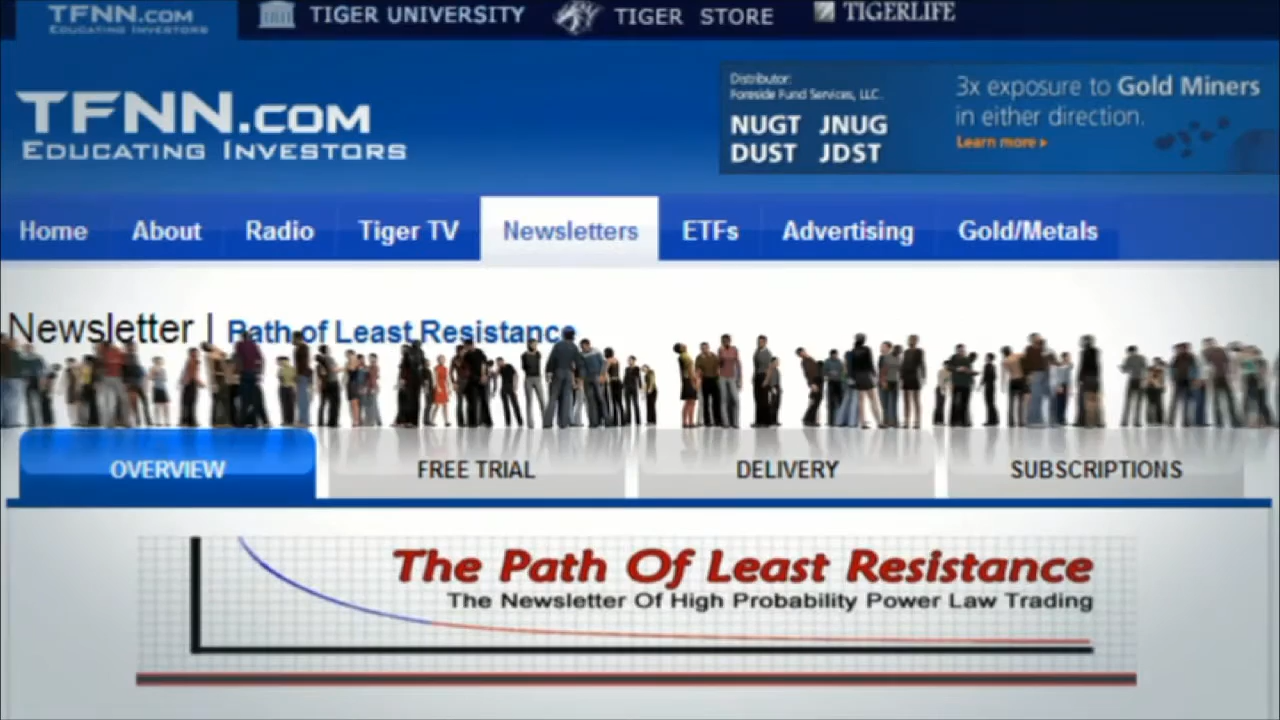 TFNN.COM
EDUCATING INVESTORS
TIGER UNIVERSITY
TIGER STORE
TIGERLIFE
TFNN.COM
EDUCATING INVESTORS
Distributor:
Foreside Fund Services, LLC.
NUGT JNUG
DUST JDST
3x exposure to Gold Miners
in either direction.
Learn more
Home About Radio Tiger TV Newsletters ETFs Advertising Gold/Metals
Newsletter | Path of Least Resistance
OVERVIEW FREE TRIAL DELIVERY SUBSCRIPTIONS
The Path Of Least Resistance
The Newsletter Of High Probability Power Law Trading